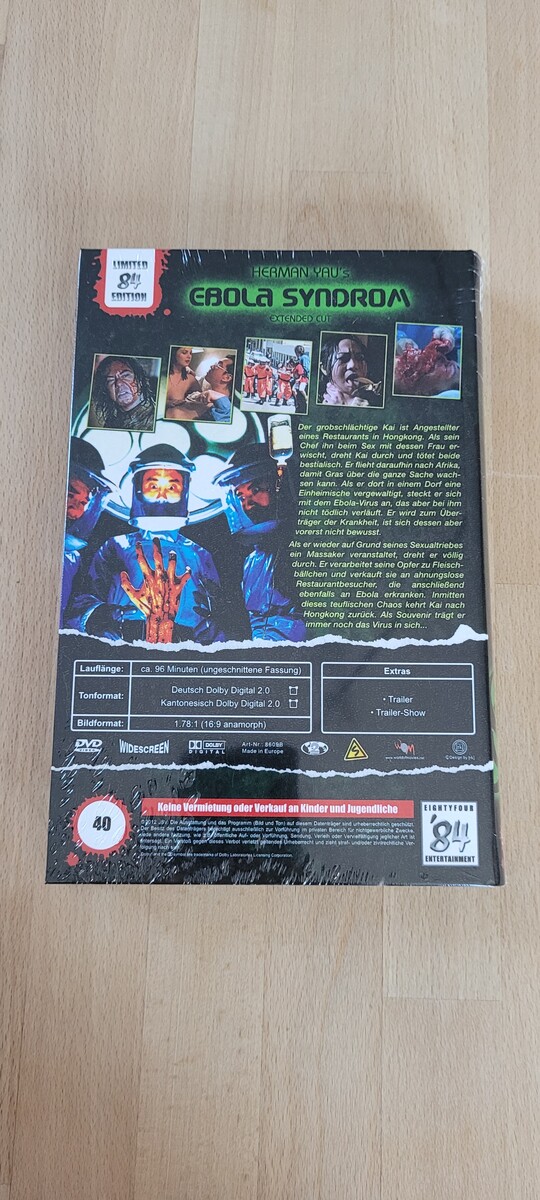 LIMITED
84
EDITION
HERMAN YAU's
EBOLA SYNDROM
EXTENDED CUT
Der grobschlächtige Kai ist Angestellter
eines Restaurants in Hongkong. Als sein
Chef ihn beim Sex mit dessen Frau er-
wischt, dreht Kai durch und tötet beide
bestialisch. Er flieht daraufhin nach Afrika,
damit Gras über die ganze Sache wach-
sen kann. Als er dort in einem Dorf eine
Einheimische vergewaltigt, steckt er sich
mit dem Ebola-Virus an, das aber bei ihm
nicht tödlich verläuft. Er wird zum Über-
träger der Krankheit, ist sich dessen aber
vorerst nicht bewusst.
Als er wieder auf Grund seines Sexualtriebes
ein Massaker veranstaltet, dreht er völlig
durch. Er verarbeitet seine Opfer zu Fleisch-
bällchen und verkauft sie an ahnungslose
Restaurantbesucher, die anschließend
ebenfalls an Ebola erkranken. Inmitten
dieses teuflischen Chaos kehrt Kai nach
Hongkong zurück. Als Souvenir trägt er
immer noch das Virus in sich...
Lauflänge: ca. 96 Minuten (ungeschnittene Fassung)
Tonformat: Deutsch Dolby Digital 2.0
Kantonesisch Dolby Digital 2.0
Bildformat: 1.78:1 (16:9 anamorph)
Extras
• Trailer
• Trailer-Show
DVD
WIDESCREEN
DOLBY
DIGITAL
Made in Europe
40
Keine Vermietung oder Verkauf an Kinder und Jugendliche
EIGHTYFOUR
'84
ENTERTAINMENT